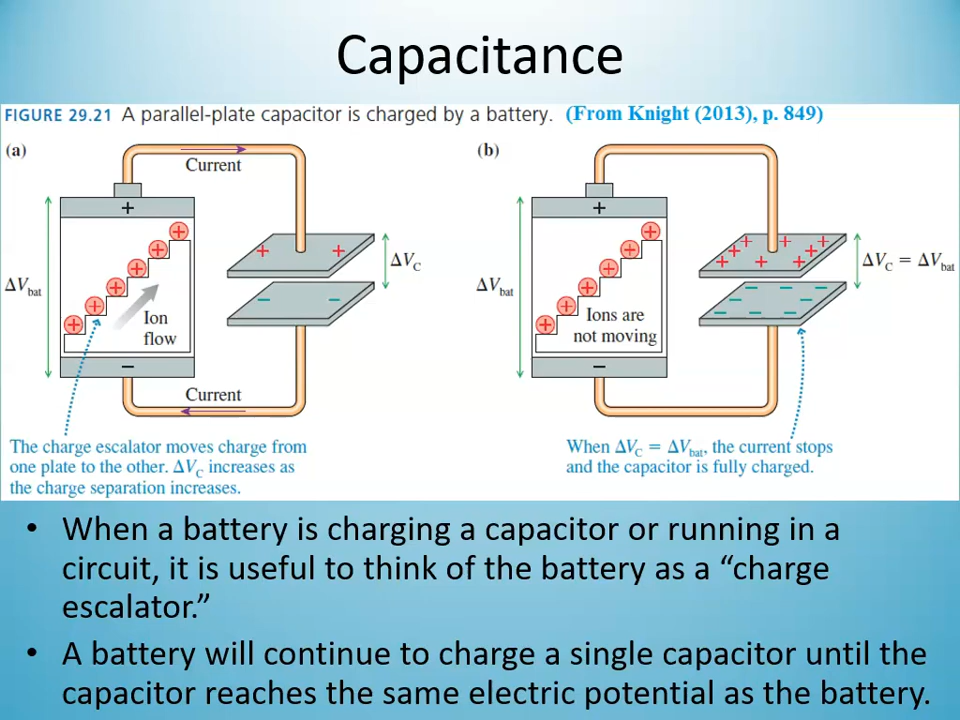 Capacitance
FIGURE 29.21 A parallel-plate capacitor is charged by a battery. (From Knight (2013), p. 849)
(a)
Current
+
+ + + + + +
+ +
− −
ΔVbat
ΔVC
Ion
flow
−
Current
The charge escalator moves charge from
one plate to the other. ΔVC increases as
the charge separation increases.
(b)
+
+ + + + + +
+ + + + + + +
− − − − − − − −
ΔVbat
ΔVC = ΔVbat
Ions are
not moving
−
When ΔVC = ΔVbat, the current stops
and the capacitor is fully charged.
• When a battery is charging a capacitor or running in a
circuit, it is useful to think of the battery as a “charge
escalator.”
• A battery will continue to charge a single capacitor until the
capacitor reaches the same electric potential as the battery.